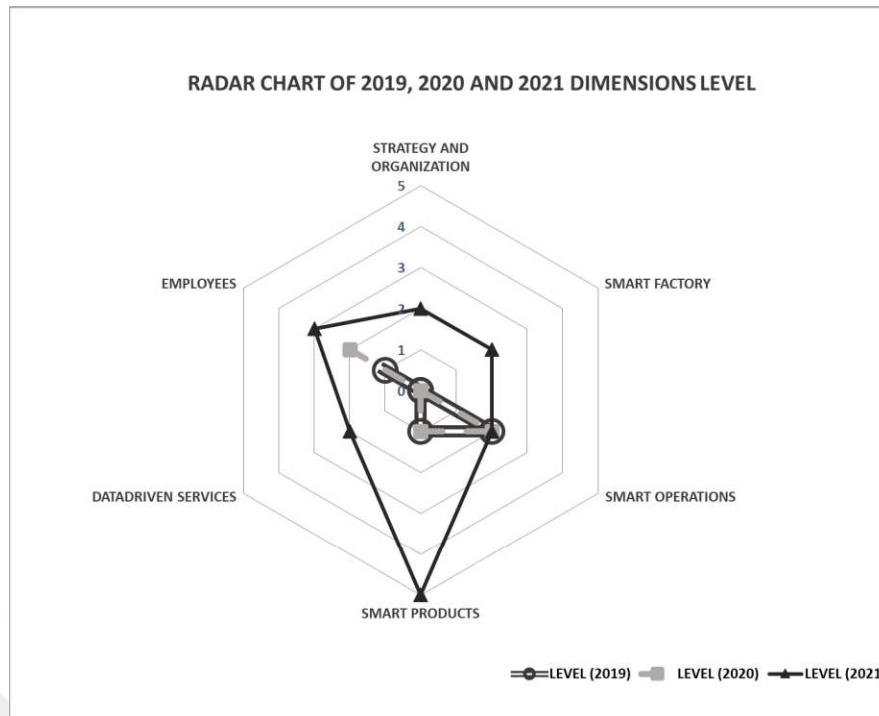 RADAR CHART OF 2019, 2020 AND 2021 DIMENSIONS LEVEL
STRATEGY AND
ORGANIZATION
5
4
3
2
1
0
EMPLOYEES
SMART FACTORY
DATADRIVEN SERVICES
SMART OPERATIONS
SMART PRODUCTS
LEVEL (2019) LEVEL (2020) LEVEL (2021